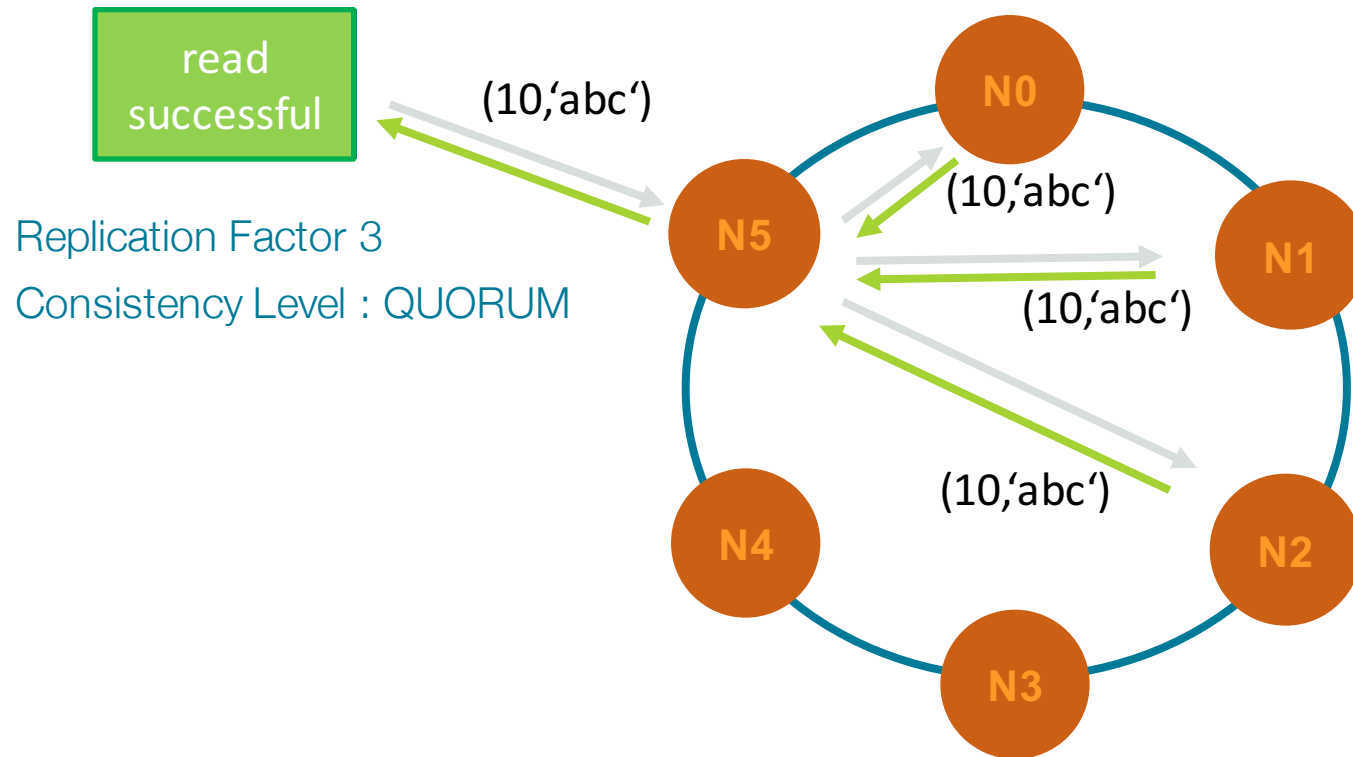 read
successful
(10,‘abc‘)
N0
(10,‘abc‘)
N5
N1
Replication Factor 3
Consistency Level : QUORUM
(10,‘abc‘)
(10,‘abc‘)
N4
N2
N3